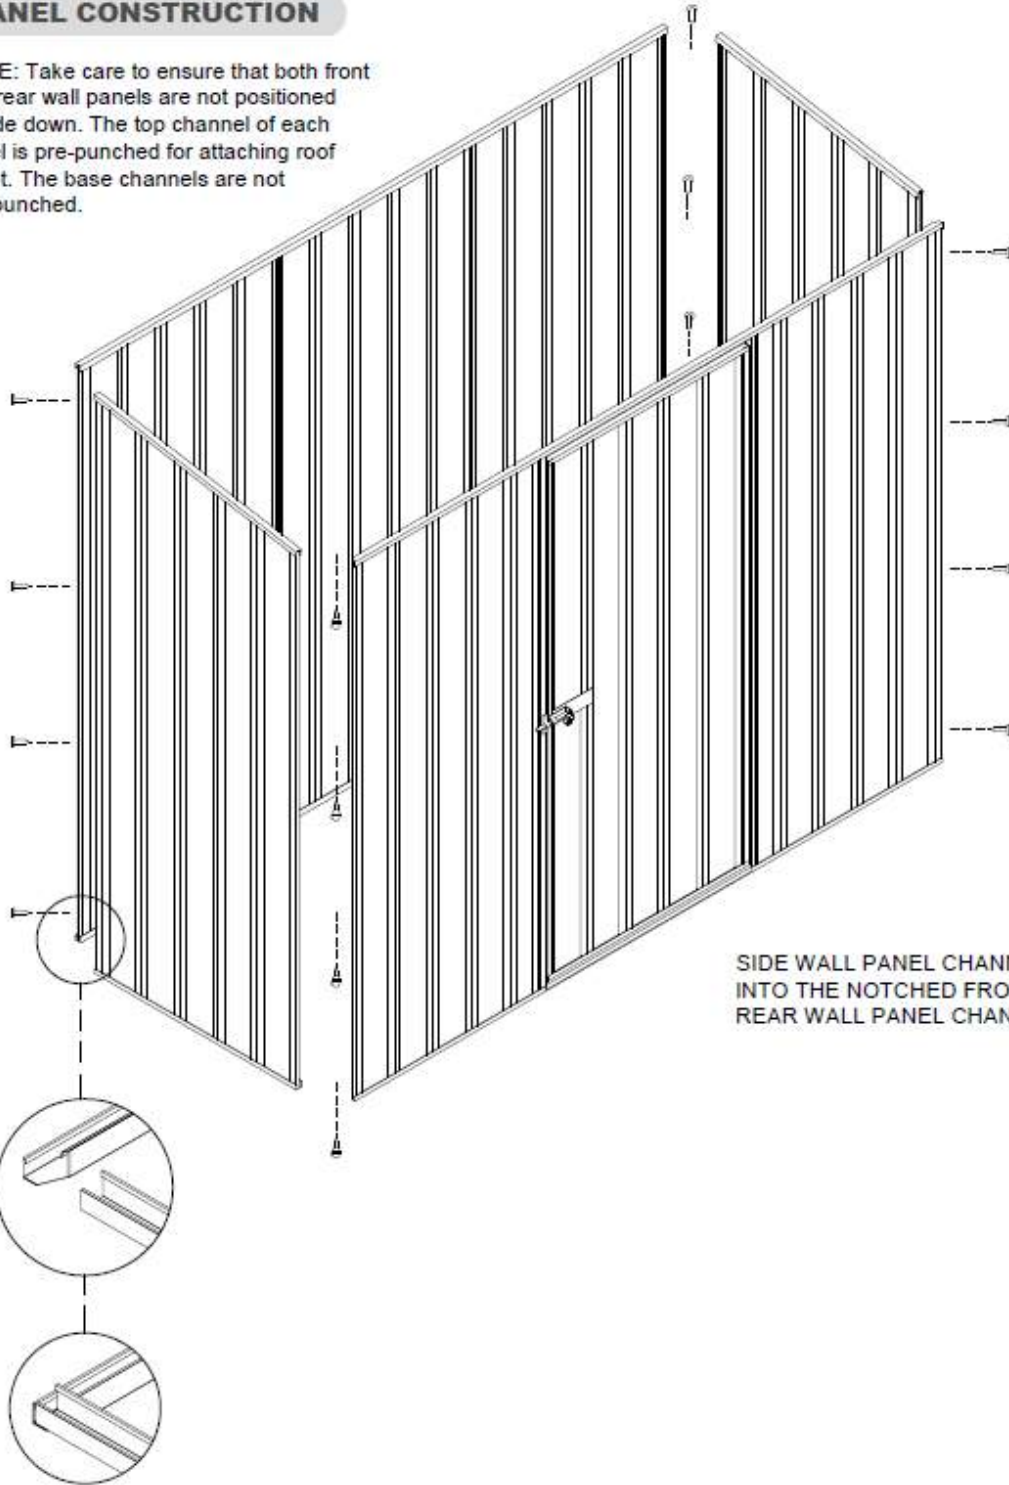 ANEL CONSTRUCTION
E: Take care to ensure that both front
rear wall panels are not positioned
de down. The top channel of each
el is pre-punched for attaching roof
t. The base channels are not
punched.
SIDE WALL PANEL CHANN
INTO THE NOTCHED FRO
REAR WALL PANEL CHAN